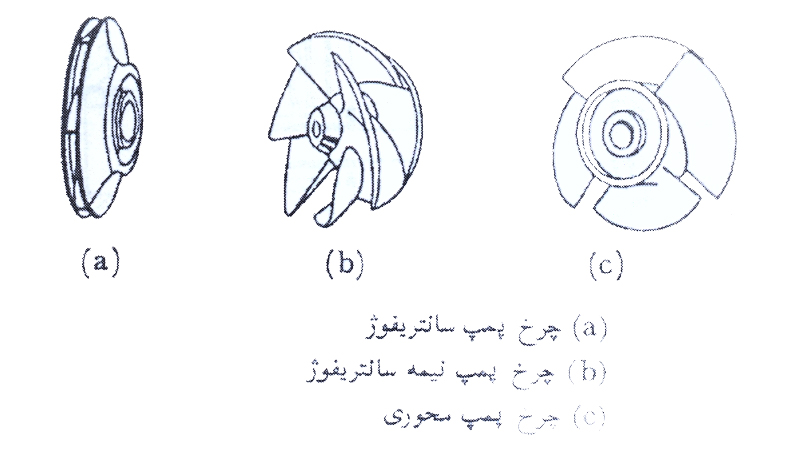 (a) (b) (c)
(a) چرخ پمپ سانتریفوژ
(b) چرخ پمپ نیمه سانتریفوژ
(c) چرخ پمپ محوری